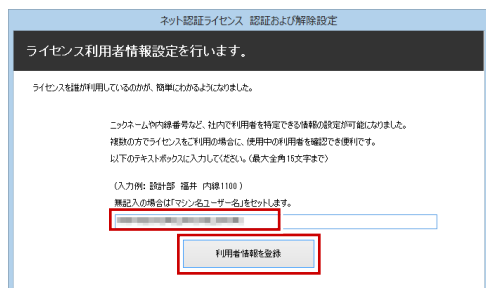 ネット認証ライセンス 認証および解除設定
ライセンス利用者情報設定を行います。
ライセンスを誰が利用しているのかが、簡単にわかるようになりました。
ニックネームや内線番号など、社内で利用者を特定できる情報の設定が可能になりました。
複数の方でライセンスをご利用の場合に、使用中の利用者を確認でき便利です。
以下のテキストボックスに入力してください。(最大全角15文字まで)
(入力例: 設計部 福井 内線1100 )
無記入の場合は「マシン名ユーザー名」をセットします。
利用者情報を登録